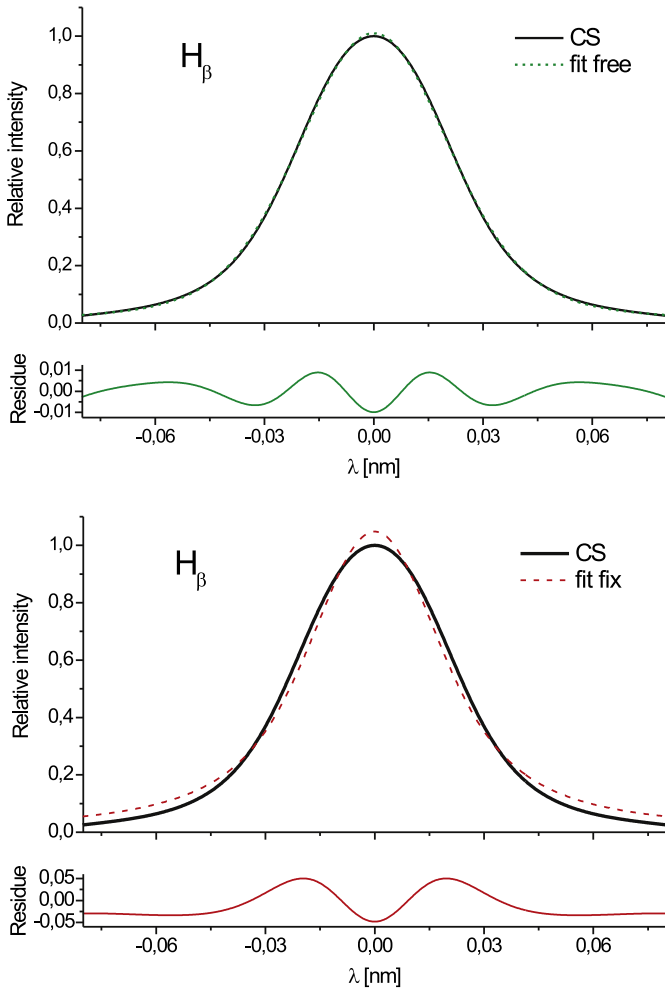 Relative intensity
1,0
0,8
0,6
0,4
0,2
0,0
Hβ
CS
fit free
Residue
0,01
0,00
-0,01
-0,06
-0,03
0,00
0,03
0,06
λ [nm]
Relative intensity
1,0
0,8
0,6
0,4
0,2
0,0
Hβ
CS
fit fix
Residue
0,05
0,00
-0,05
-0,06
-0,03
0,00
0,03
0,06
λ [nm]